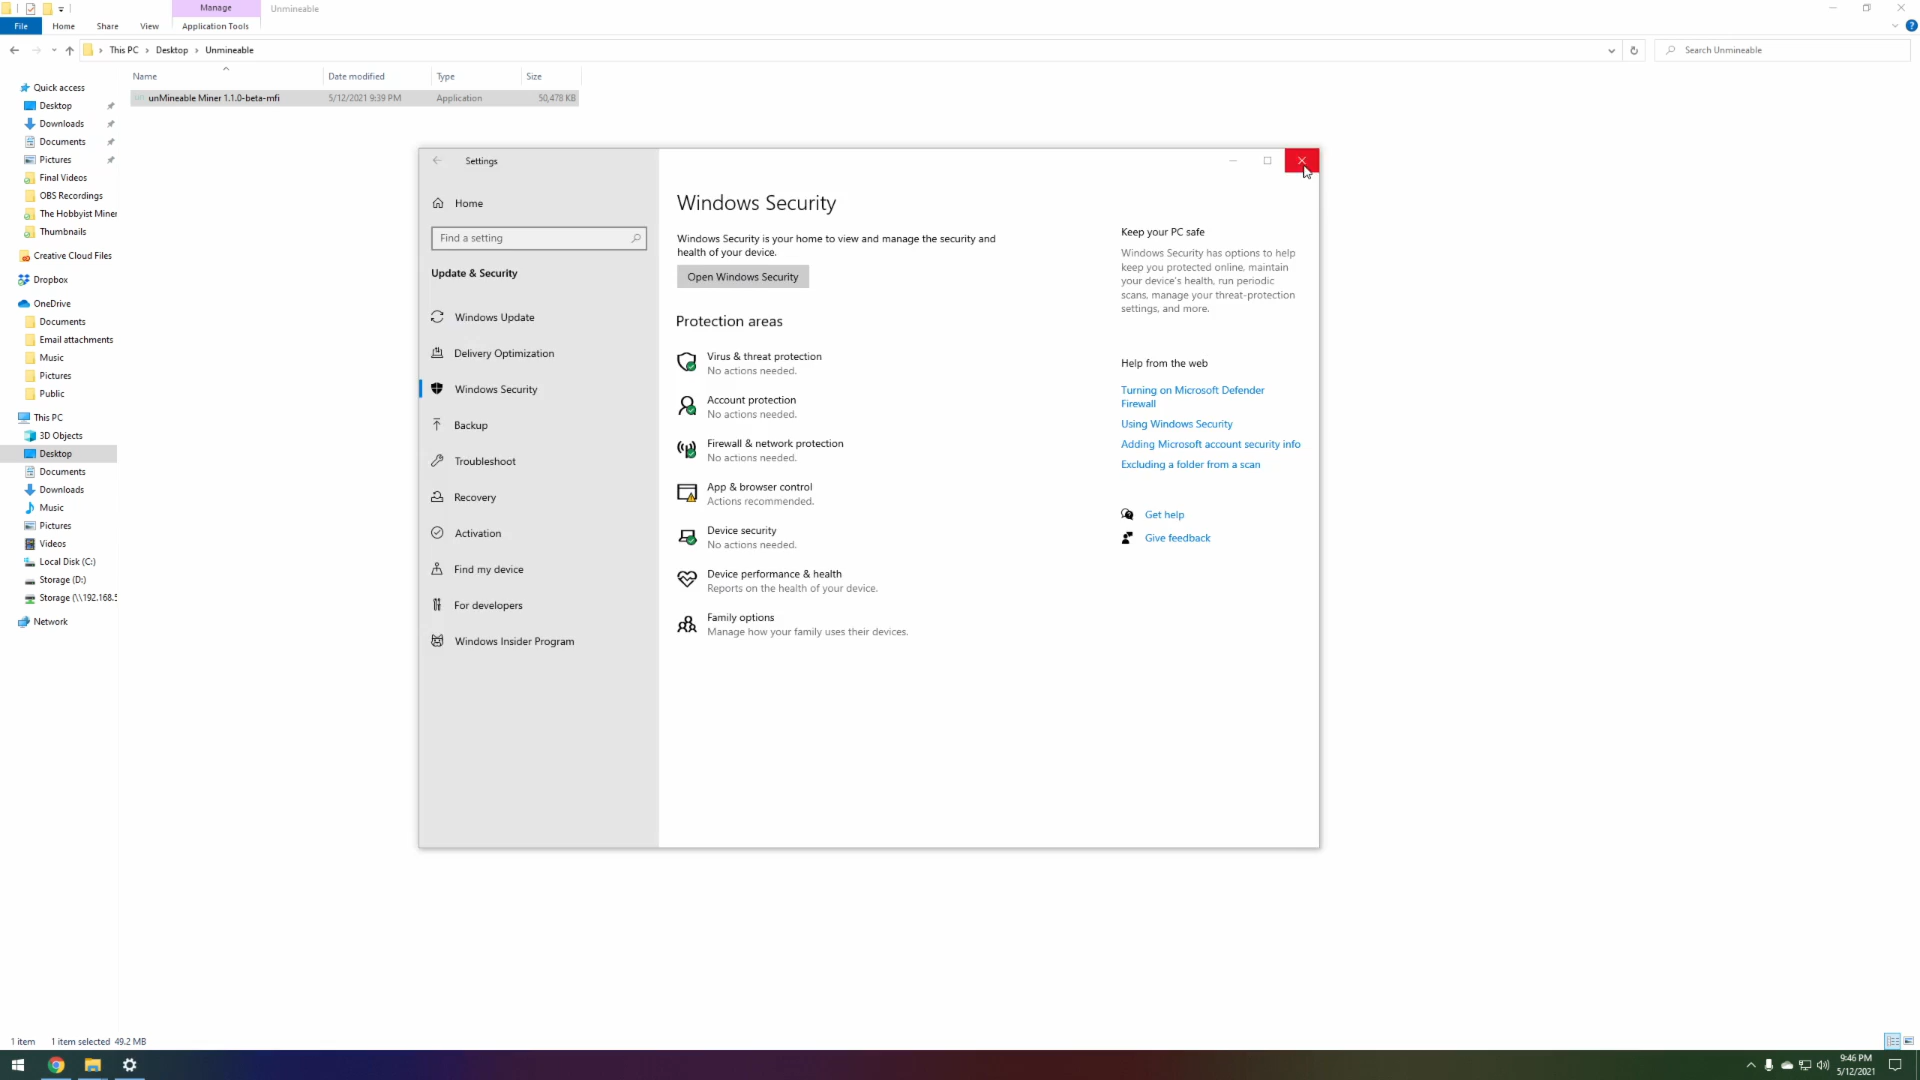 Manage
Unmineable
File
Home
Share
View
Application Tools
This PC
Desktop
Unmineable
Search Unmineable
Name
Date modified
Type
Size
unMineable Miner 1.1.0-beta-mfi
5/12/2021 9:39 PM
Application
50,478 KB
Quick access
Desktop
Downloads
Documents
Pictures
Final Videos
OBS Recordings
The Hobbyist Miner
Thumbnails
Creative Cloud Files
Dropbox
OneDrive
Documents
Email attachments
Music
Pictures
Public
This PC
3D Objects
Desktop
Documents
Downloads
Music
Pictures
Videos
Local Disk (C:)
Storage (D:)
Storage (\\192.168.5
Network
Settings
Home
Find a setting
Update & Security
Windows Update
Delivery Optimization
Windows Security
Backup
Troubleshoot
Recovery
Activation
Find my device
For developers
Windows Insider Program
Windows Security
Windows Security is your home to view and manage the security and
health of your device.
Open Windows Security
Protection areas
Virus & threat protection
No actions needed.
Account protection
No actions needed.
Firewall & network protection
No actions needed.
App & browser control
Actions recommended.
Device security
No actions needed.
Device performance & health
Reports on the health of your device.
Family options
Manage how your family uses their devices.
Keep your PC safe
Windows Security has options to help
keep you protected online, maintain
your device's health, run periodic
scans, manage your threat-protection
settings, and more.
Help from the web
Turning on Microsoft Defender
Firewall
Using Windows Security
Adding Microsoft account security info
Excluding a folder from a scan
Get help
Give feedback
1 item
1 item selected 49.2 MB
9:46 PM
5/12/2021